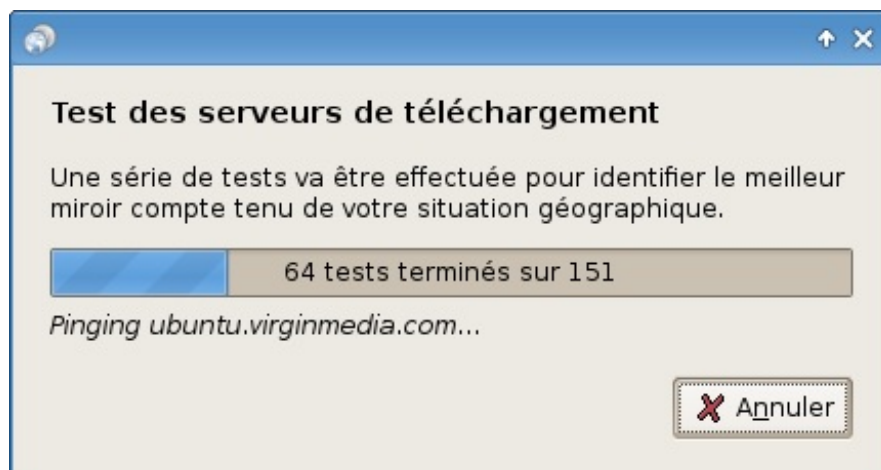 Test des serveurs de téléchargement
Une série de tests va être effectuée pour identifier le meilleur
miroir compte tenu de votre situation géographique.
64 tests terminés sur 151
Pinging ubuntu.virginmedia.com...
Annuler